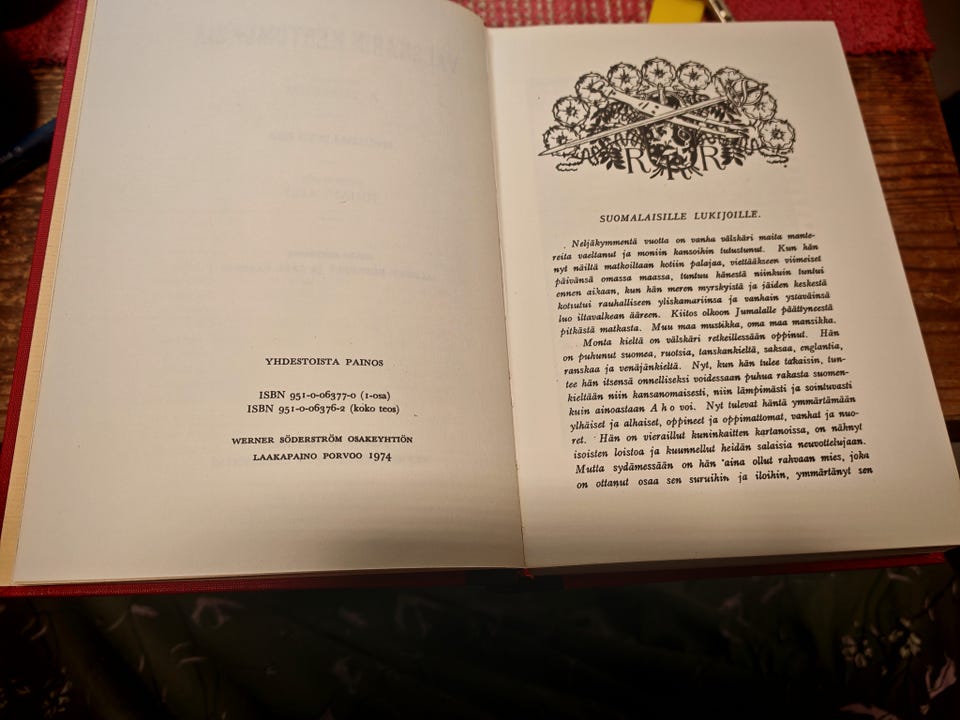 YHDESTOISTA PAINOS
ISBN 951-0-06377-0 (1-osa)
ISBN 951-0-06376-2 (koko teos)
WERNER SÖDERSTRÖM OSAKEYHTIÖN
LAAKAPAINO PORVOO 1974
R R R
SUOMALAISILLE LUKIJOILLE.
Neljäkymmentä vuotta on vanha välskäri maita mante-
reita vaeltanut ja moniin kansoihin tutustunut. Kun hän
nyt näiltä matkoiltaan kotiin palajaa, viettääkseen viimeiset
päivänsä omassa maassa, tuntuu hänestä niinkuin tuntui
ennen aikaan, kun hän meren myrskyistä ja jäiden keskestä
kotiutui rauhalliseen yliskamariinsa ja vanhain ystäväinsä
luo iltavalkean ääreen. Kiitos olkoon Jumalalle päättyneestä
pitkästä matkasta. Muu maa mustikka, oma maa mansikka.
Monta kieltä on välskäri retkeillessään oppinut. Hän
on puhunut suomea, ruotsia, tanskankieltä, saksaa, englantia,
ranskaa ja venäjänkieltä. Nyt, kun hän tulee takaisin, tun-
tee hän itsensä onnelliseksi voidessaan puhua rakasta suomen-
kieltään niin kansanomaisesti, niin lämpimästi ja sointuvasti
kuin ainoastaan Aho voi. Nyt tulevat häntä ymmärtämään
ylhäiset ja alhaiset, oppineet ja oppimattomat, vanhat ja nuo-
ret. Hän on vieraillut kuninkaitten kartanoissa, on nähnyt
isoisten loistoa ja kuunnellut heidän salaisia neuvottelujaan.
Mutta sydämessään on hän aina ollut rahvaan mies, joka
on ottanut osaa sen suruihin ja iloihin, ymmärtänyt sen